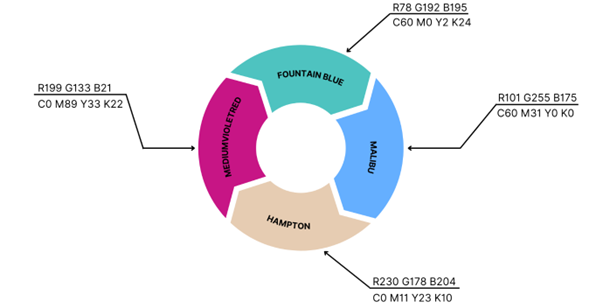 R78 G192 B195
C60 M0 Y2 K24
FOUNTAIN BLUE
R199 G133 B21
C0 M89 Y33 K22
MEDIUMVIOLETRED
R101 G255 B175
C60 M31 Y0 K0
MALIBU
HAMPTON
R230 G178 B204
C0 M11 Y23 K10